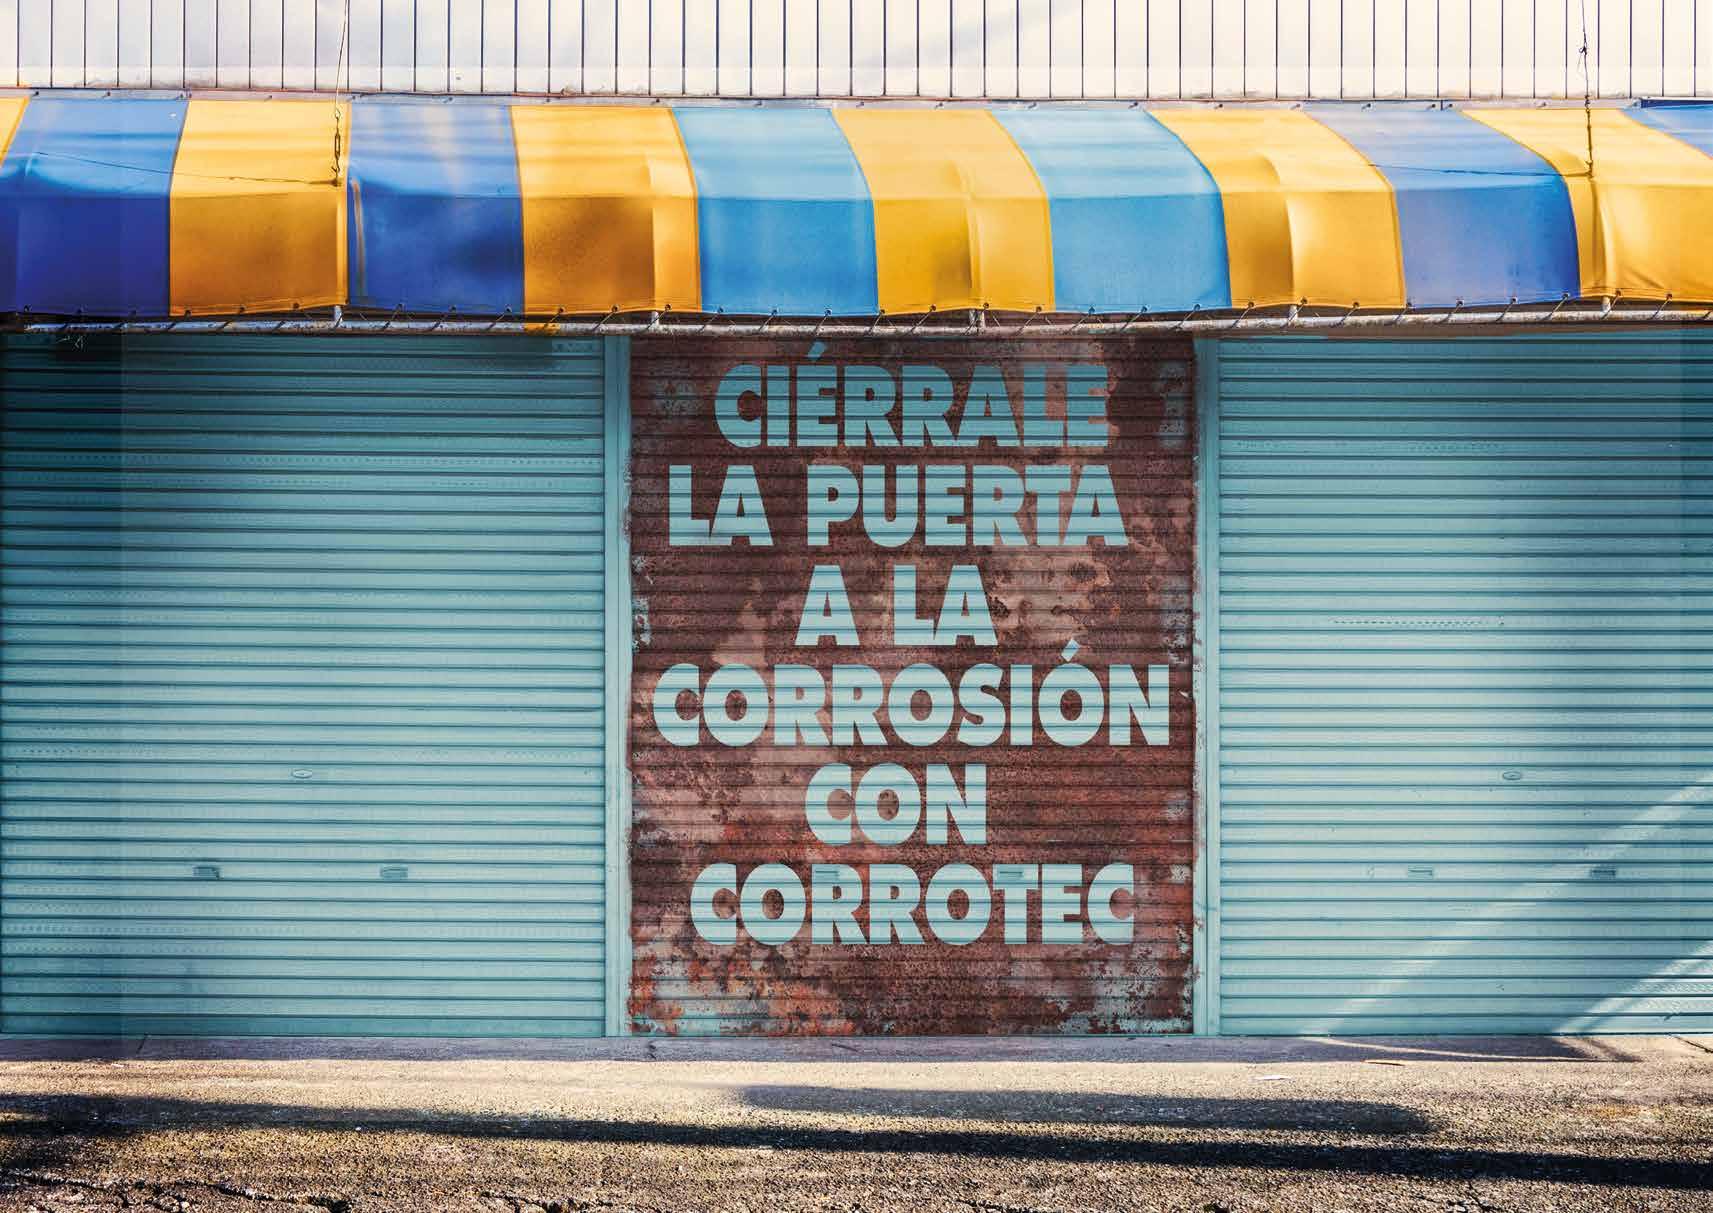 CIÉRRALE
LA PUERTA
A LA
CORROSIÓN
CON
CORROTEC